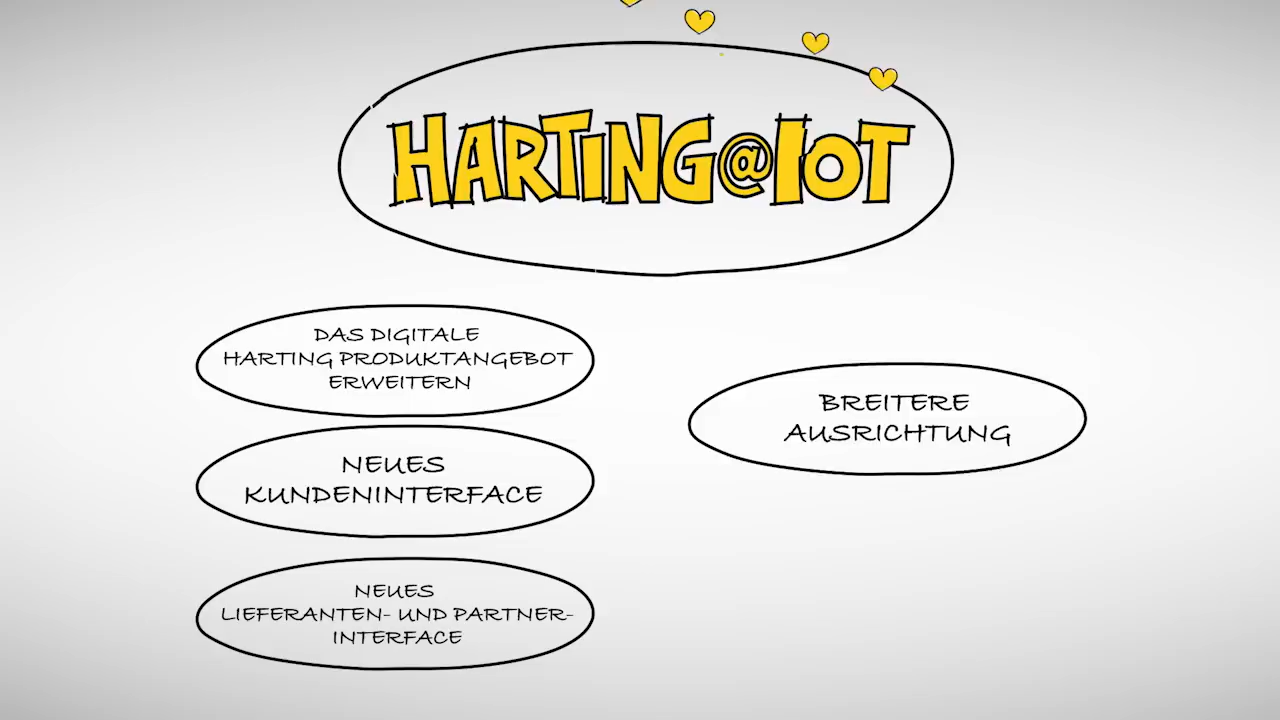 HARTING@IOT
DAS DIGITALE
HARTING PRODUKTANGEBOT
ERWEITERN
NEUES
KUNDENINTERFACE
NEUES
LIEFERANTEN- UND PARTNER-
INTERFACE
BREITERE
AUSRICHTUNG